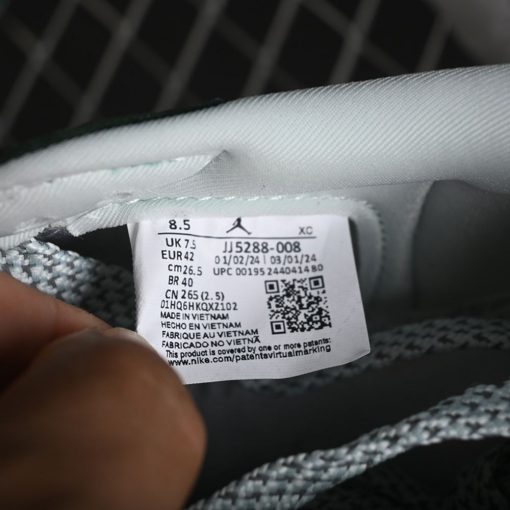 8.5 XC
UK 7.5 JJ5288-008
EUR 42 01/02/24 | 03/01/24
cm 26.5 UPC 00195244041480
BR 40
CN 265 (2.5)
01HQ6HKQXZ102
MADE IN VIETNAM
HECHO EN VIETNAM
FABRIQUE AU VIETNAM
FABRICADO NO VIETNÃ
This product is covered by one or more patents:
www.nike.com/patentsvirtualmarking